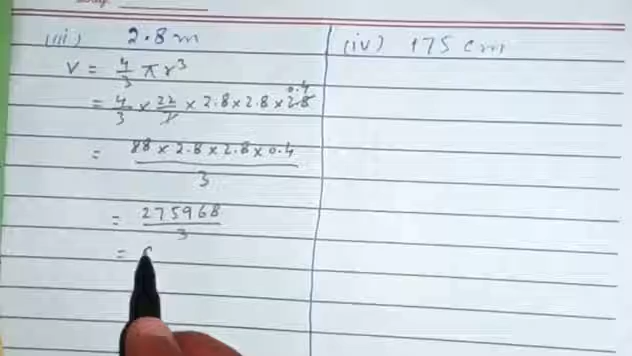 (iii) 2.8 m
V = 4/3 π r³
= 4/3 × 22/7 × 2.8 × 2.8 × 2.8 0.4
= 88 × 2.8 × 2.8 × 0.4 / 3
= 275968 / 3
=
(iv) 175 cm